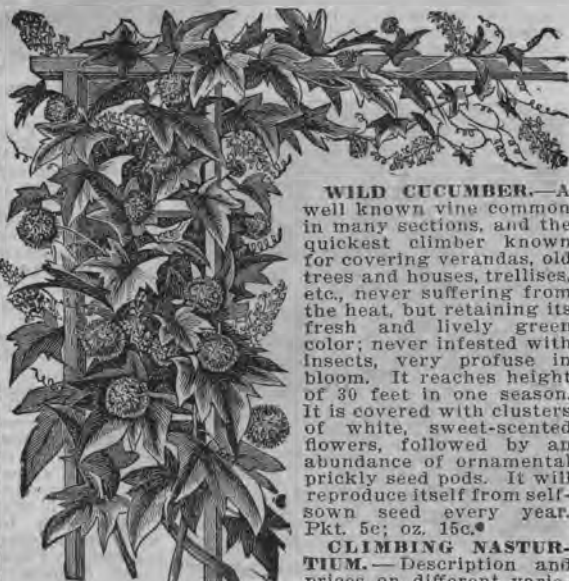 WILD CUCUMBER.—A
well known vine common
in many sections, and the
quickest climber known
for covering verandas, old
trees and houses, trellises,
etc., never suffering from
the heat, but retaining its
fresh and lively green
color; never infested with
insects, very profuse in
bloom. It reaches height
of 30 feet in one season.
It is covered with clusters
of white, sweet-scented
flowers, followed by an
abundance of ornamental
prickly seed pods. It will
reproduce itself from self-
sown seed every year.
Pkt. 5c; oz. 15c.
CLIMBING NASTUR-
TIUM.—Description and
prices on different varie-